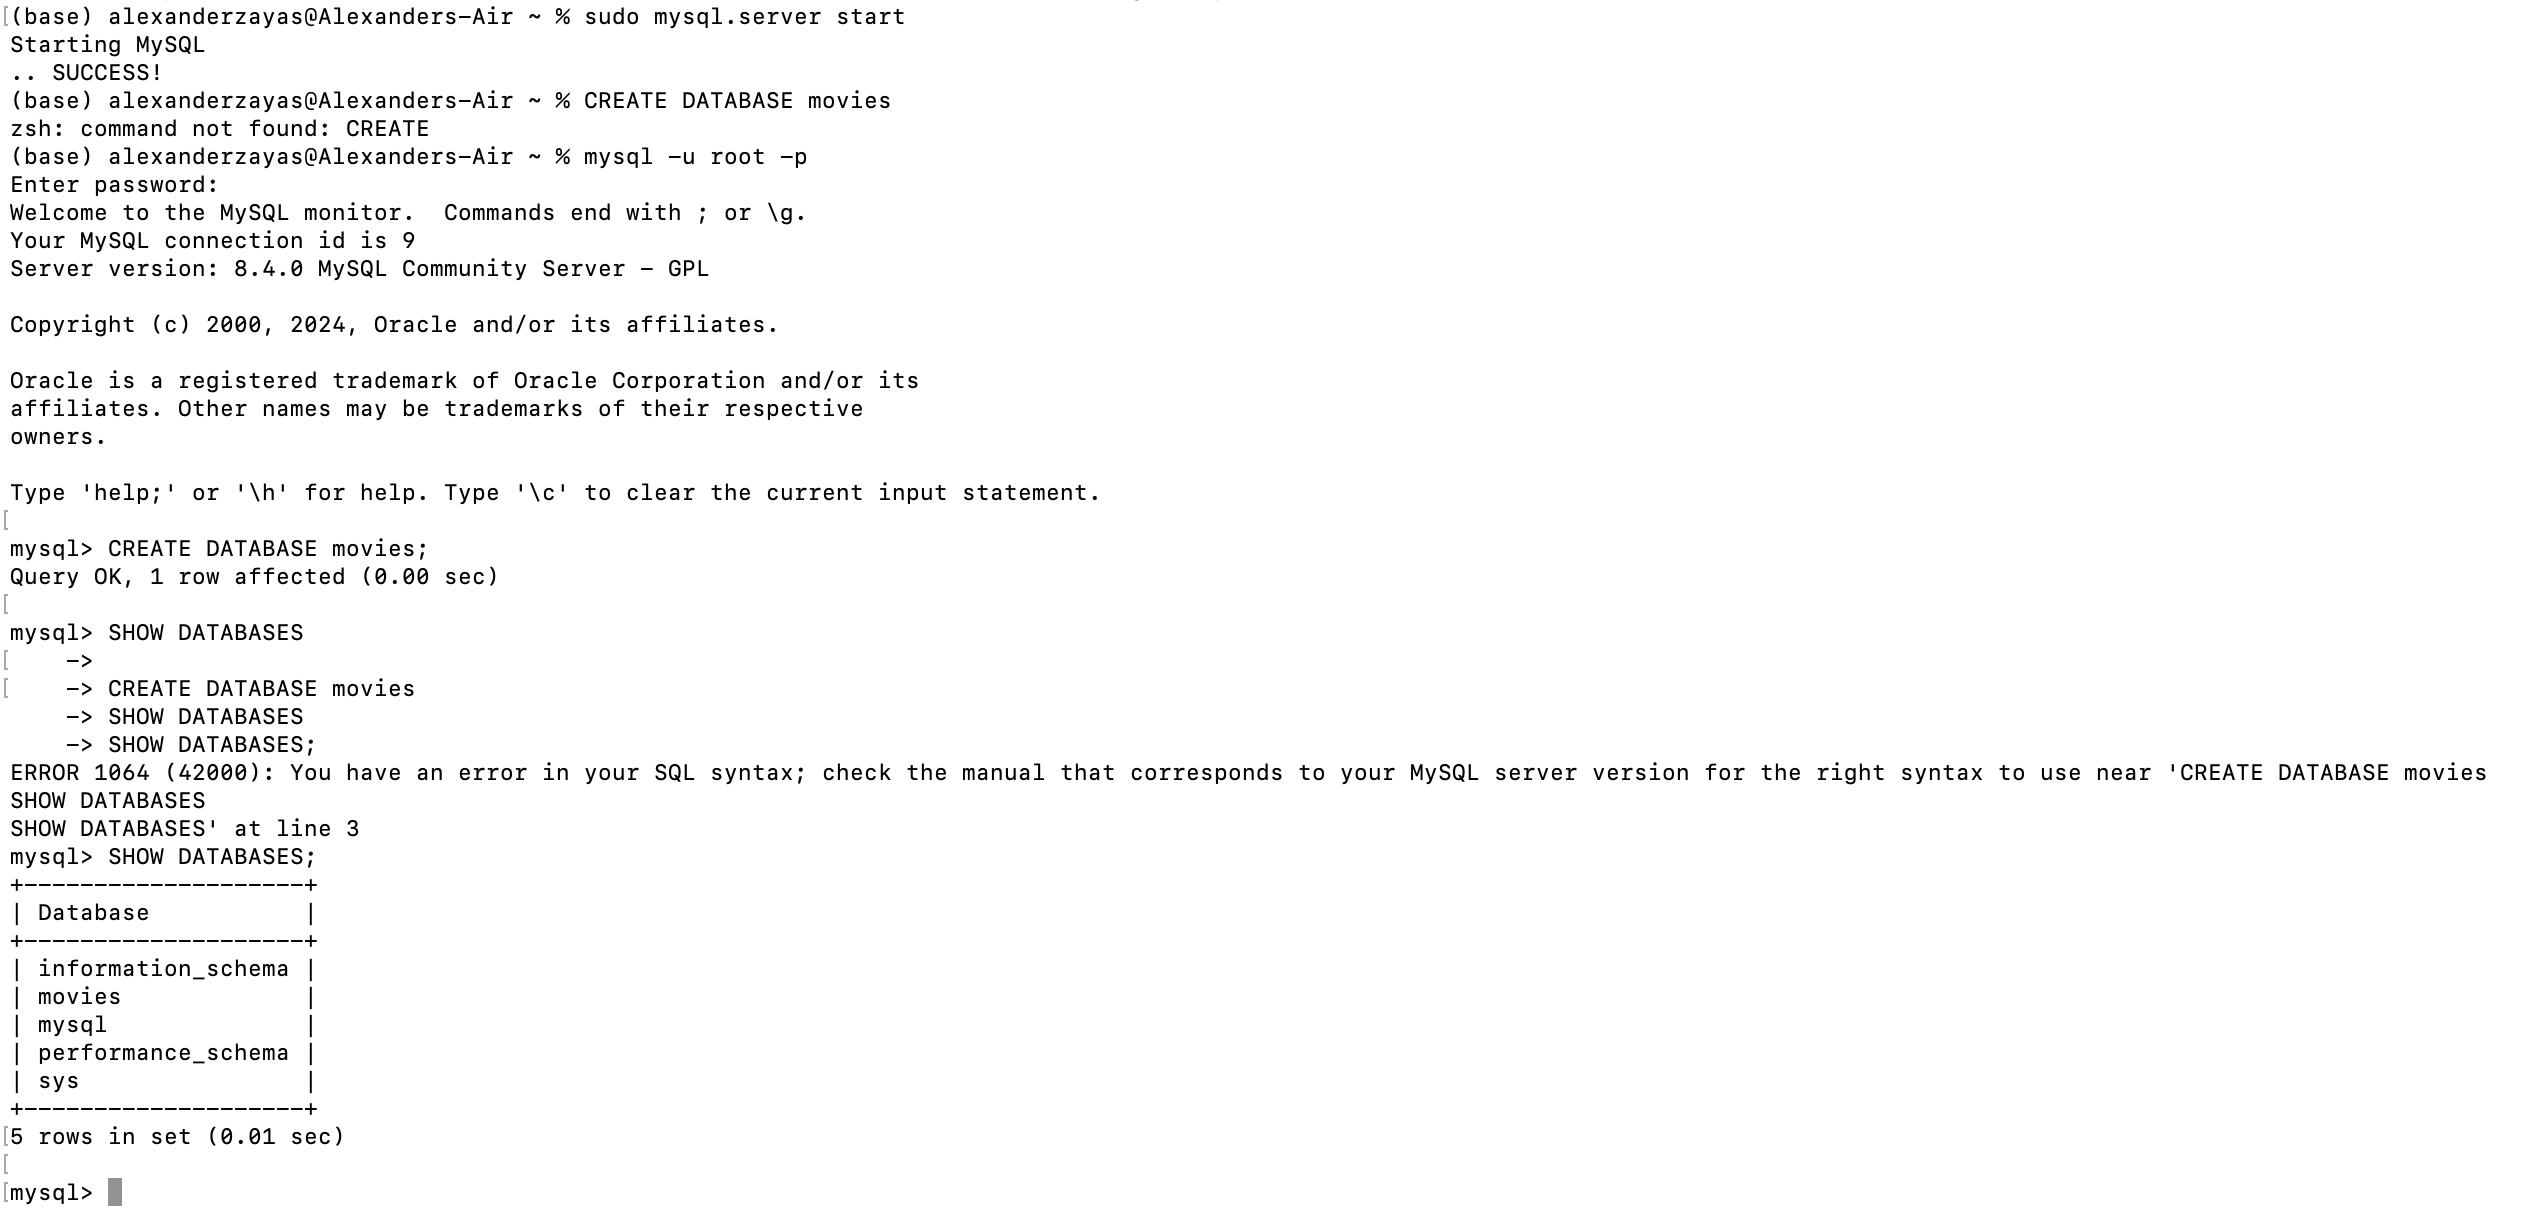 (base) alexanderzayas@Alexanders-Air ~ % sudo mysql.server start
Starting MySQL
.. SUCCESS!
(base) alexanderzayas@Alexanders-Air ~ % CREATE DATABASE movies
zsh: command not found: CREATE
(base) alexanderzayas@Alexanders-Air ~ % mysql -u root -p
Enter password:
Welcome to the MySQL monitor.  Commands end with ; or \g.
Your MySQL connection id is 9
Server version: 8.4.0 MySQL Community Server - GPL

Copyright (c) 2000, 2024, Oracle and/or its affiliates.

Oracle is a registered trademark of Oracle Corporation and/or its
affiliates. Other names may be trademarks of their respective
owners.

Type 'help;' or '\h' for help. Type '\c' to clear the current input statement.

mysql> CREATE DATABASE movies;
Query OK, 1 row affected (0.00 sec)

mysql> SHOW DATABASES
    ->
    -> CREATE DATABASE movies
    -> SHOW DATABASES
    -> SHOW DATABASES;
ERROR 1064 (42000): You have an error in your SQL syntax; check the manual that corresponds to your MySQL server version for the right syntax to use near 'CREATE DATABASE movies
SHOW DATABASES
SHOW DATABASES' at line 3
mysql> SHOW DATABASES;
+--------------------+
| Database           |
+--------------------+
| information_schema |
| movies             |
| mysql              |
| performance_schema |
| sys                |
+--------------------+
5 rows in set (0.01 sec)

mysql>